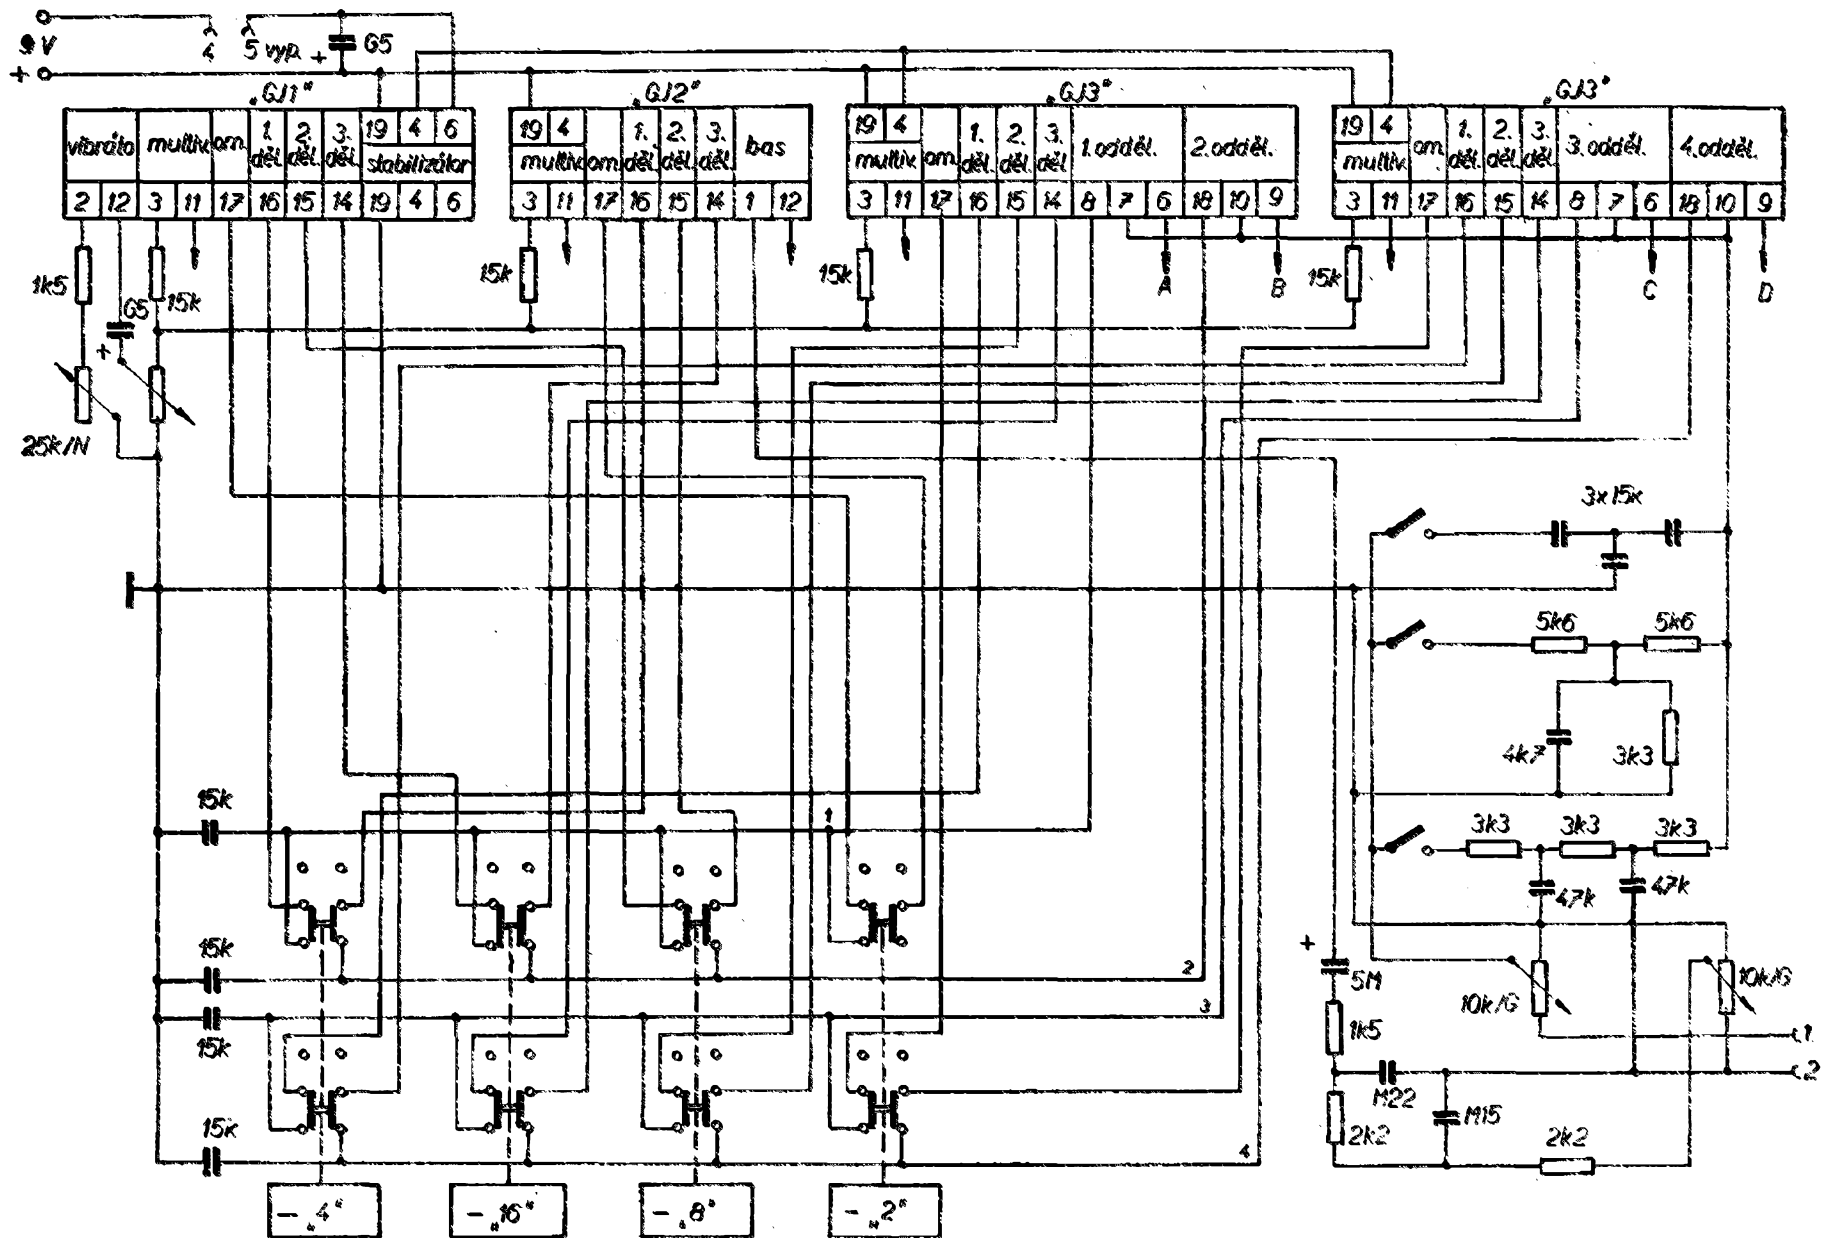 9 V
+
4 5 vyp. + G5
„GJ1" „GJ2" „GJ3" „GJ3"
vibráto multiv. om. 1. děl. 2. děl. 3. děl. 19 4 6 stabilizátor
2 12 3 11 17 16 15 14 19 4 6
19 4 multiv. om. 1. děl. 2. děl. 3. děl. bas
3 11 17 16 15 14 1 12
19 4 multiv. om. 1. děl. 2. děl. 3. děl. 1.odděl. 2.odděl.
3 11 17 16 15 14 8 7 6 18 10 9
19 4 multiv. om. 1. děl. 2. děl. 3. děl. 3.odděl. 4.odděl.
3 11 17 16 15 14 8 7 6 18 10 9
1k5 G5 15k 15k 15k 15k
A B C D
+
25k/N
3x15k
5k6 5k6
4k7 3k3
15k 1
3k3 3k3 3k3
47k 47k
15k 2
+ 5M 10k/G 10k/G
15k 3
1k5
1
2
M22 M15
15k 4
2k2 2k2
- „4" - „16" - „8" - „2"